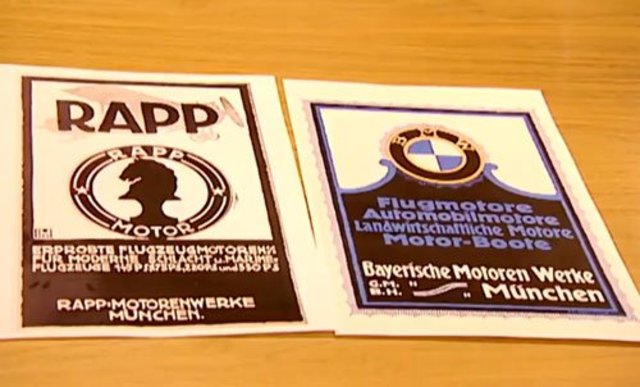 RAPP
RAPP
MOTOR
ERPROBTE FLUGZEUGMOTOREN
FÜR MODERNE SCHLACHT u. MARINE-
FLUGZEUGE und
RAPP-MOTORENWERKE
MÜNCHEN.
BMW
Flugmotore
Automobilmotore
Landwirtschaftliche Motore
Motor-Boote
Bayerische Motoren Werke
G.M. "
B.H. " München